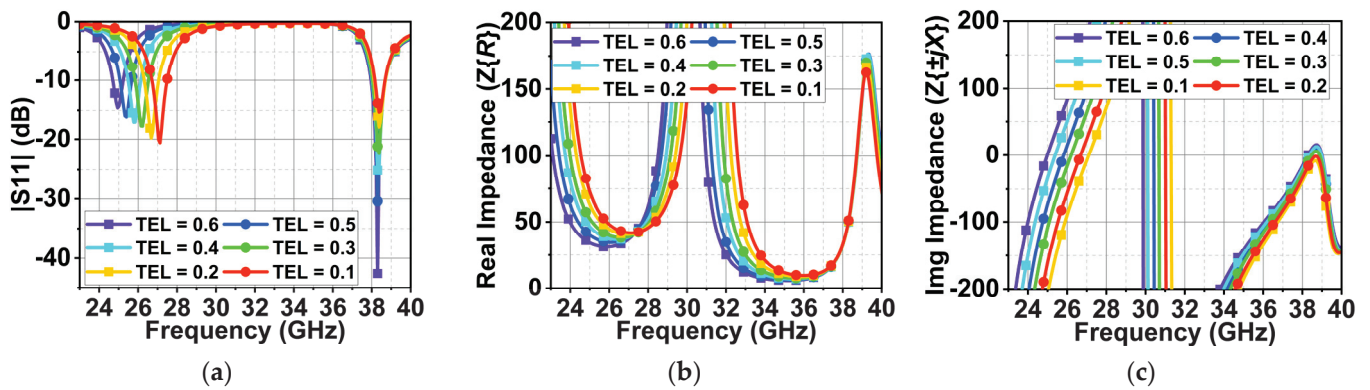 0
-10
-20
-30
-40
|S11| (dB)
TEL = 0.6 TEL = 0.5
TEL = 0.4 TEL = 0.3
TEL = 0.2 TEL = 0.1
24 26 28 30 32 34 36 38 40
Frequency (GHz)
(a)
200
150
100
50
0
Real Impedance (Z{R})
TEL = 0.6 TEL = 0.5
TEL = 0.4 TEL = 0.3
TEL = 0.2 TEL = 0.1
24 26 28 30 32 34 36 38 40
Frequency (GHz)
(b)
200
100
0
-100
-200
Img Impedance (Z{±jX})
TEL = 0.6 TEL = 0.4
TEL = 0.5 TEL = 0.3
TEL = 0.1 TEL = 0.2
24 26 28 30 32 34 36 38 40
Frequency (GHz)
(c)